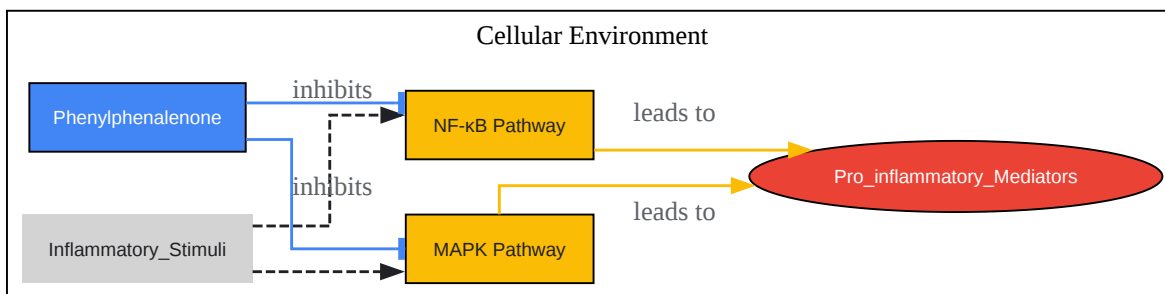 Cellular Environment
Phenylphenalenone
inhibits
NF-κB Pathway
leads to
Pro_inflammatory_Mediators
inhibits
leads to
Inflammatory_Stimuli
MAPK Pathway